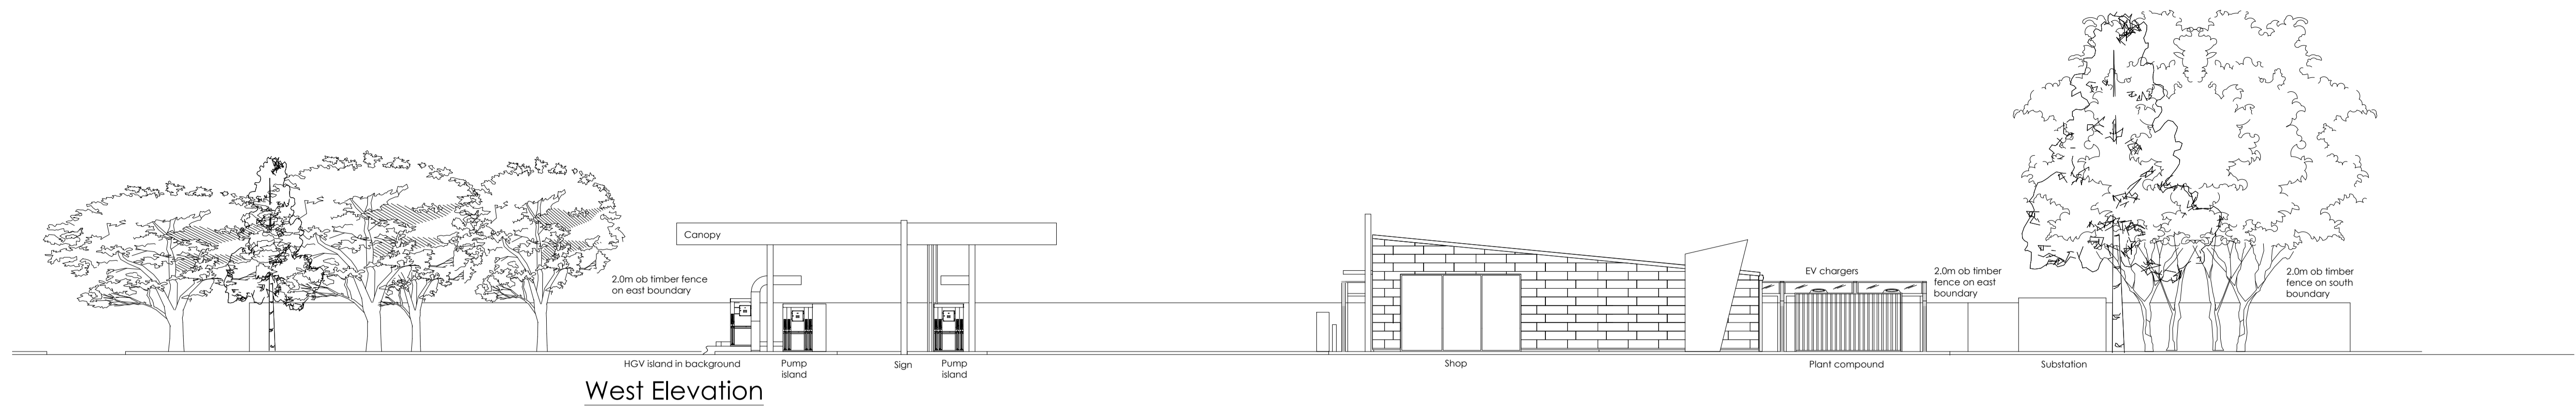 Canopy
2.0m ob timber fence
on east boundary
EV chargers
2.0m ob timber
fence on east
boundary
2.0m ob timber
fence on south
boundary
HGV island in background
Pump
island
Sign
Pump
island
Shop
Plant compound
Substation
West Elevation